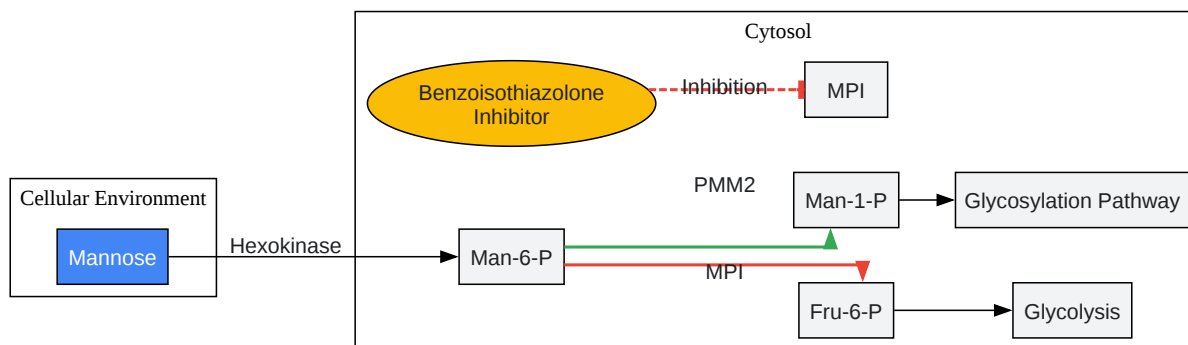 Cytosol
Benzoisothiazolone
Inhibitor
Inhibition
MPI
Cellular Environment
Mannose
Hexokinase
Man-6-P
PMM2
Man-1-P
Glycosylation Pathway
MPI
Fru-6-P
Glycolysis